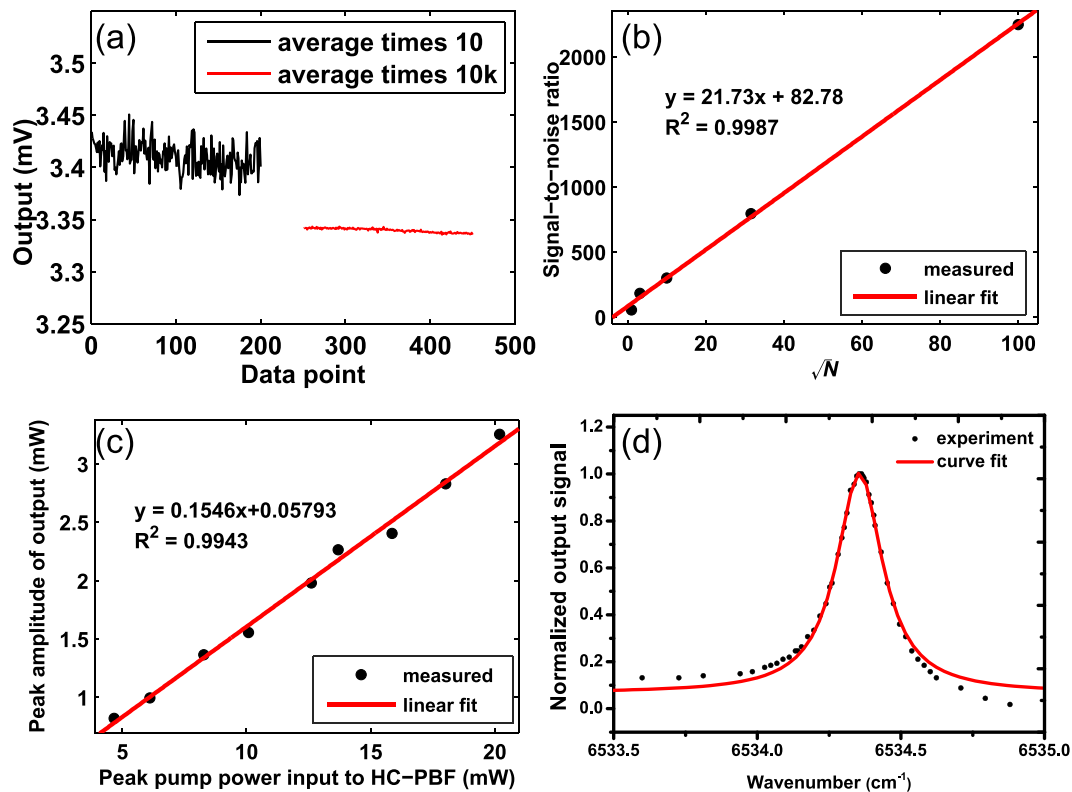 (a)
average times 10
average times 10k
3.5
3.45
3.4
3.35
3.3
3.25
Output (mV)
0 100 200 300 400 500
Data point
(b)
y = 21.73x + 82.78
R² = 0.9987
2000
1500
1000
500
0
Signal−to−noise ratio
measured
linear fit
0 20 40 60 80 100
√N
(c)
y = 0.1546x+0.05793
R² = 0.9943
3
2.5
2
1.5
1
Peak amplitude of output (mW)
measured
linear fit
5 10 15 20
Peak pump power input to HC−PBF (mW)
(d)
experiment
curve fit
1.2
1.0
0.8
0.6
0.4
0.2
0.0
Normalized output signal
6533.5 6534.0 6534.5 6535.0
Wavenumber (cm⁻¹)